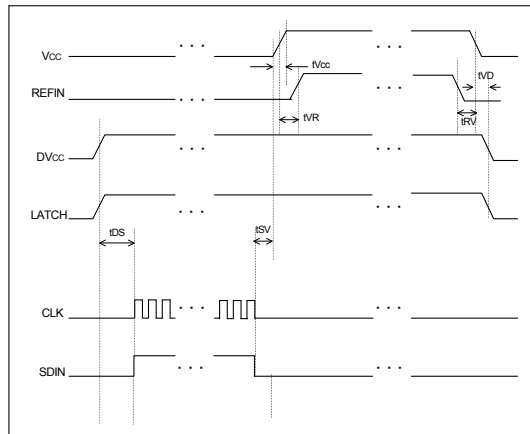 Vcc
tVcc
REFIN
tVR
tVD
tRV
DVcc
LATCH
tDS
tSV
CLK
SDIN